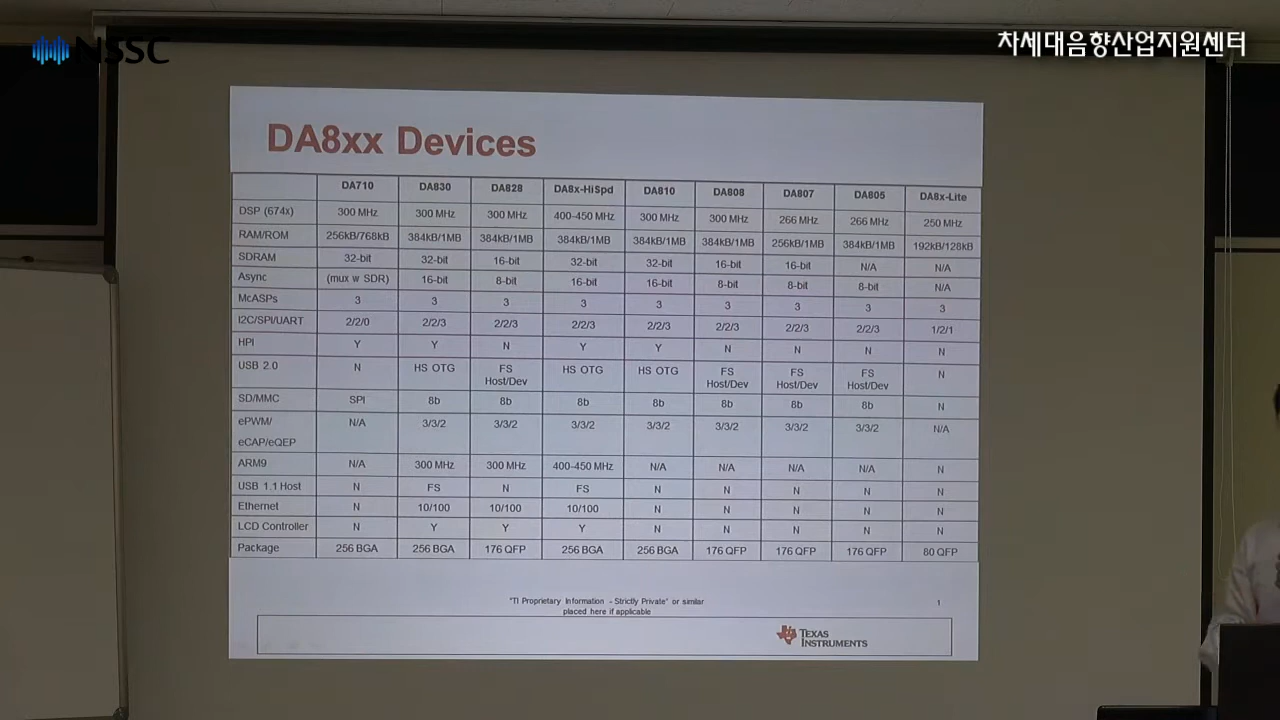 NSSC
차세대음향산업지원센터
DA8xx Devices
DA710 DA830 DA828 DA8x-HiSpd DA810 DA808 DA807 DA805 DA8x-Lite
DSP (674x) 300 MHz 300 MHz 300 MHz 400-450 MHz 300 MHz 300 MHz 266 MHz 266 MHz 250 MHz
RAM/ROM 256kB/768kB 384kB/1MB 384kB/1MB 384kB/1MB 384kB/1MB 384kB/1MB 256kB/1MB 384kB/1MB 192kB/128kB
SDRAM 32-bit 32-bit 16-bit 32-bit 32-bit 16-bit 16-bit N/A N/A
Async (mux w SDR) 16-bit 8-bit 16-bit 16-bit 8-bit 8-bit 8-bit N/A
McASPs 3 3 3 3 3 3 3 3 3
I2C/SPI/UART 2/2/0 2/2/3 2/2/3 2/2/3 2/2/3 2/2/3 2/2/3 2/2/3 1/2/1
HPI Y Y N Y Y N N N N
USB 2.0 N HS OTG FS HS OTG HS OTG FS FS FS N
Host/Dev Host/Dev Host/Dev Host/Dev
SD/MMC SPI 8b 8b 8b 8b 8b 8b 8b N
ePWM/ N/A 3/3/2 3/3/2 3/3/2 3/3/2 3/3/2 3/3/2 3/3/2 N/A
eCAP/eQEP
ARM9 N/A 300 MHz 300 MHz 400-450 MHz N/A N/A N/A N/A N
USB 1.1 Host N FS N FS N N N N N
Ethernet N 10/100 10/100 10/100 N N N N N
LCD Controller N Y Y Y N N N N N
Package 256 BGA 256 BGA 176 QFP 256 BGA 256 BGA 176 QFP 176 QFP 176 QFP 80 QFP
"TI Proprietary Information - Strictly Private" or similar
placed here if applicable
1
TEXAS
INSTRUMENTS